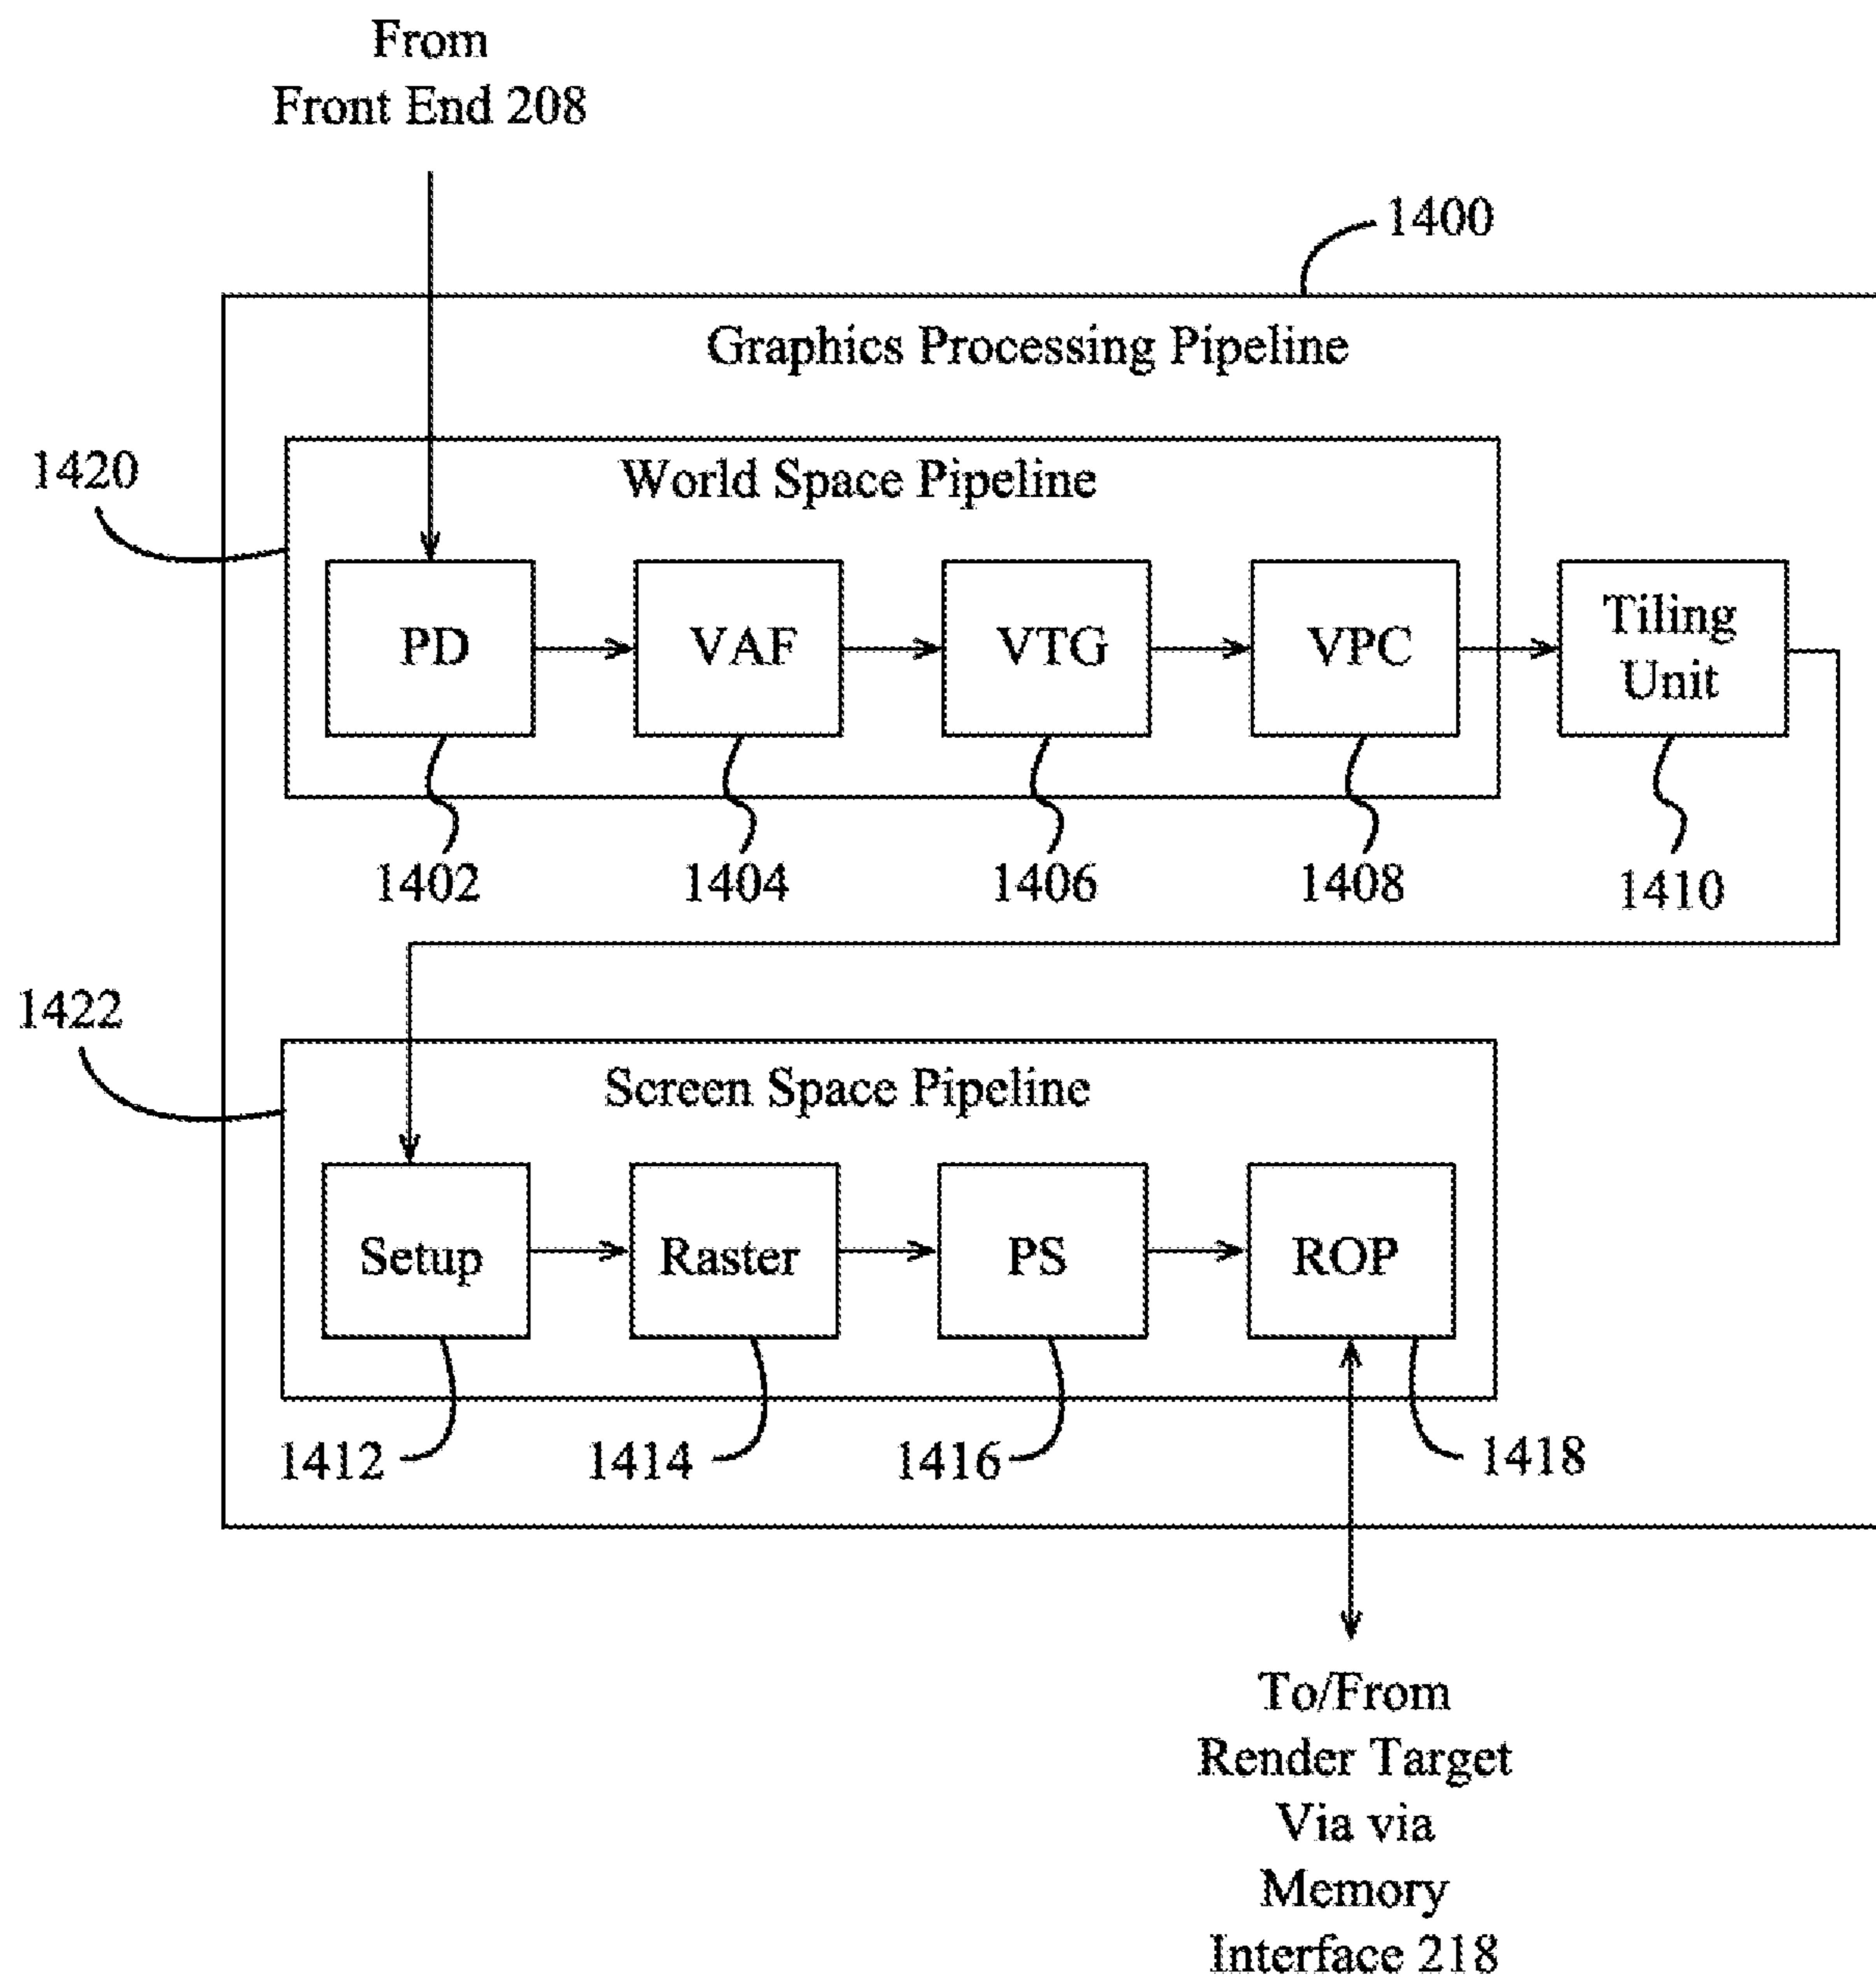 From
Front End 208
1400
Graphics Processing Pipeline
1420
World Space Pipeline
PD
VAF
VTG
VPC
Tiling
Unit
1402
1404
1406
1408
1410
1422
Screen Space Pipeline
Setup
Raster
PS
ROP
1412
1414
1416
1418
To/From
Render Target
Via via
Memory
Interface 218